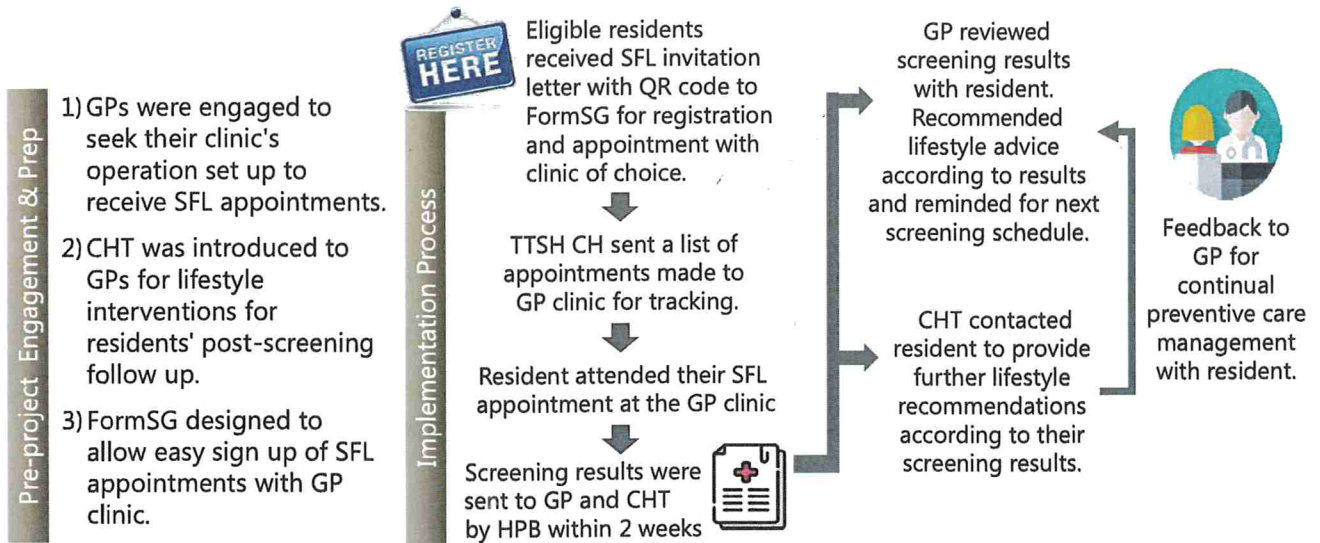 Pre-project Engagement & Prep
1) GPs were engaged to
seek their clinic's
operation set up to
receive SFL appointments.
2) CHT was introduced to
GPs for lifestyle
interventions for
residents' post-screening
follow up.
3) FormSG designed to
allow easy sign up of SFL
appointments with GP
clinic.
Implementation Process
REGISTER
HERE
Eligible residents
received SFL invitation
letter with QR code to
FormSG for registration
and appointment with
clinic of choice.
TTSH CH sent a list of
appointments made to
GP clinic for tracking.
Resident attended their SFL
appointment at the GP clinic
Screening results were
sent to GP and CHT
by HPB within 2 weeks
GP reviewed
screening results
with resident.
Recommended
lifestyle advice
according to results
and reminded for next
screening schedule.
CHT contacted
resident to provide
further lifestyle
recommendations
according to their
screening results.
Feedback to
GP for
continual
preventive care
management
with resident.